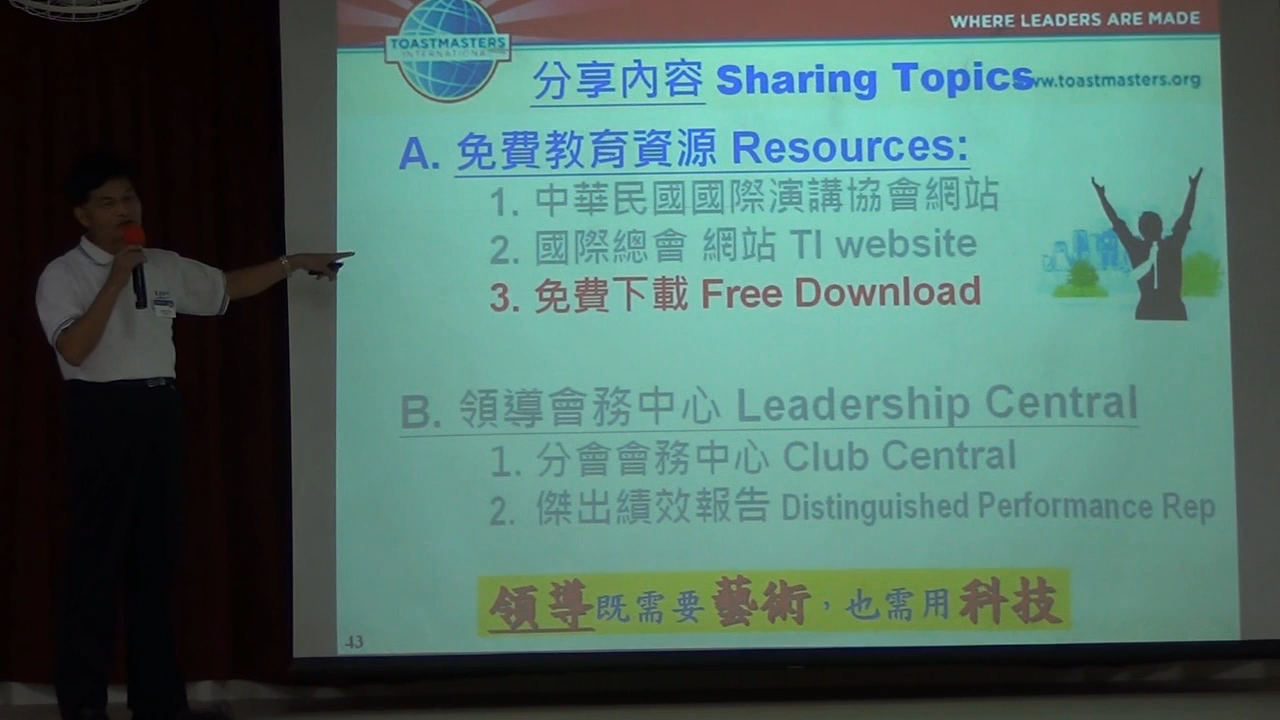 WHERE LEADERS ARE MADE
TOASTMASTERS
INTERNATIONAL
分享內容 Sharing Topics
www.toastmasters.org
A. 免費教育資源 Resources:
1. 中華民國國際演講協會網站
2. 國際總會 網站 TI website
3. 免費下載 Free Download
B. 領導會務中心 Leadership Central
1. 分會會務中心 Club Central
2. 傑出績效報告 Distinguished Performance Rep
領導既需要藝術，也需用科技
43